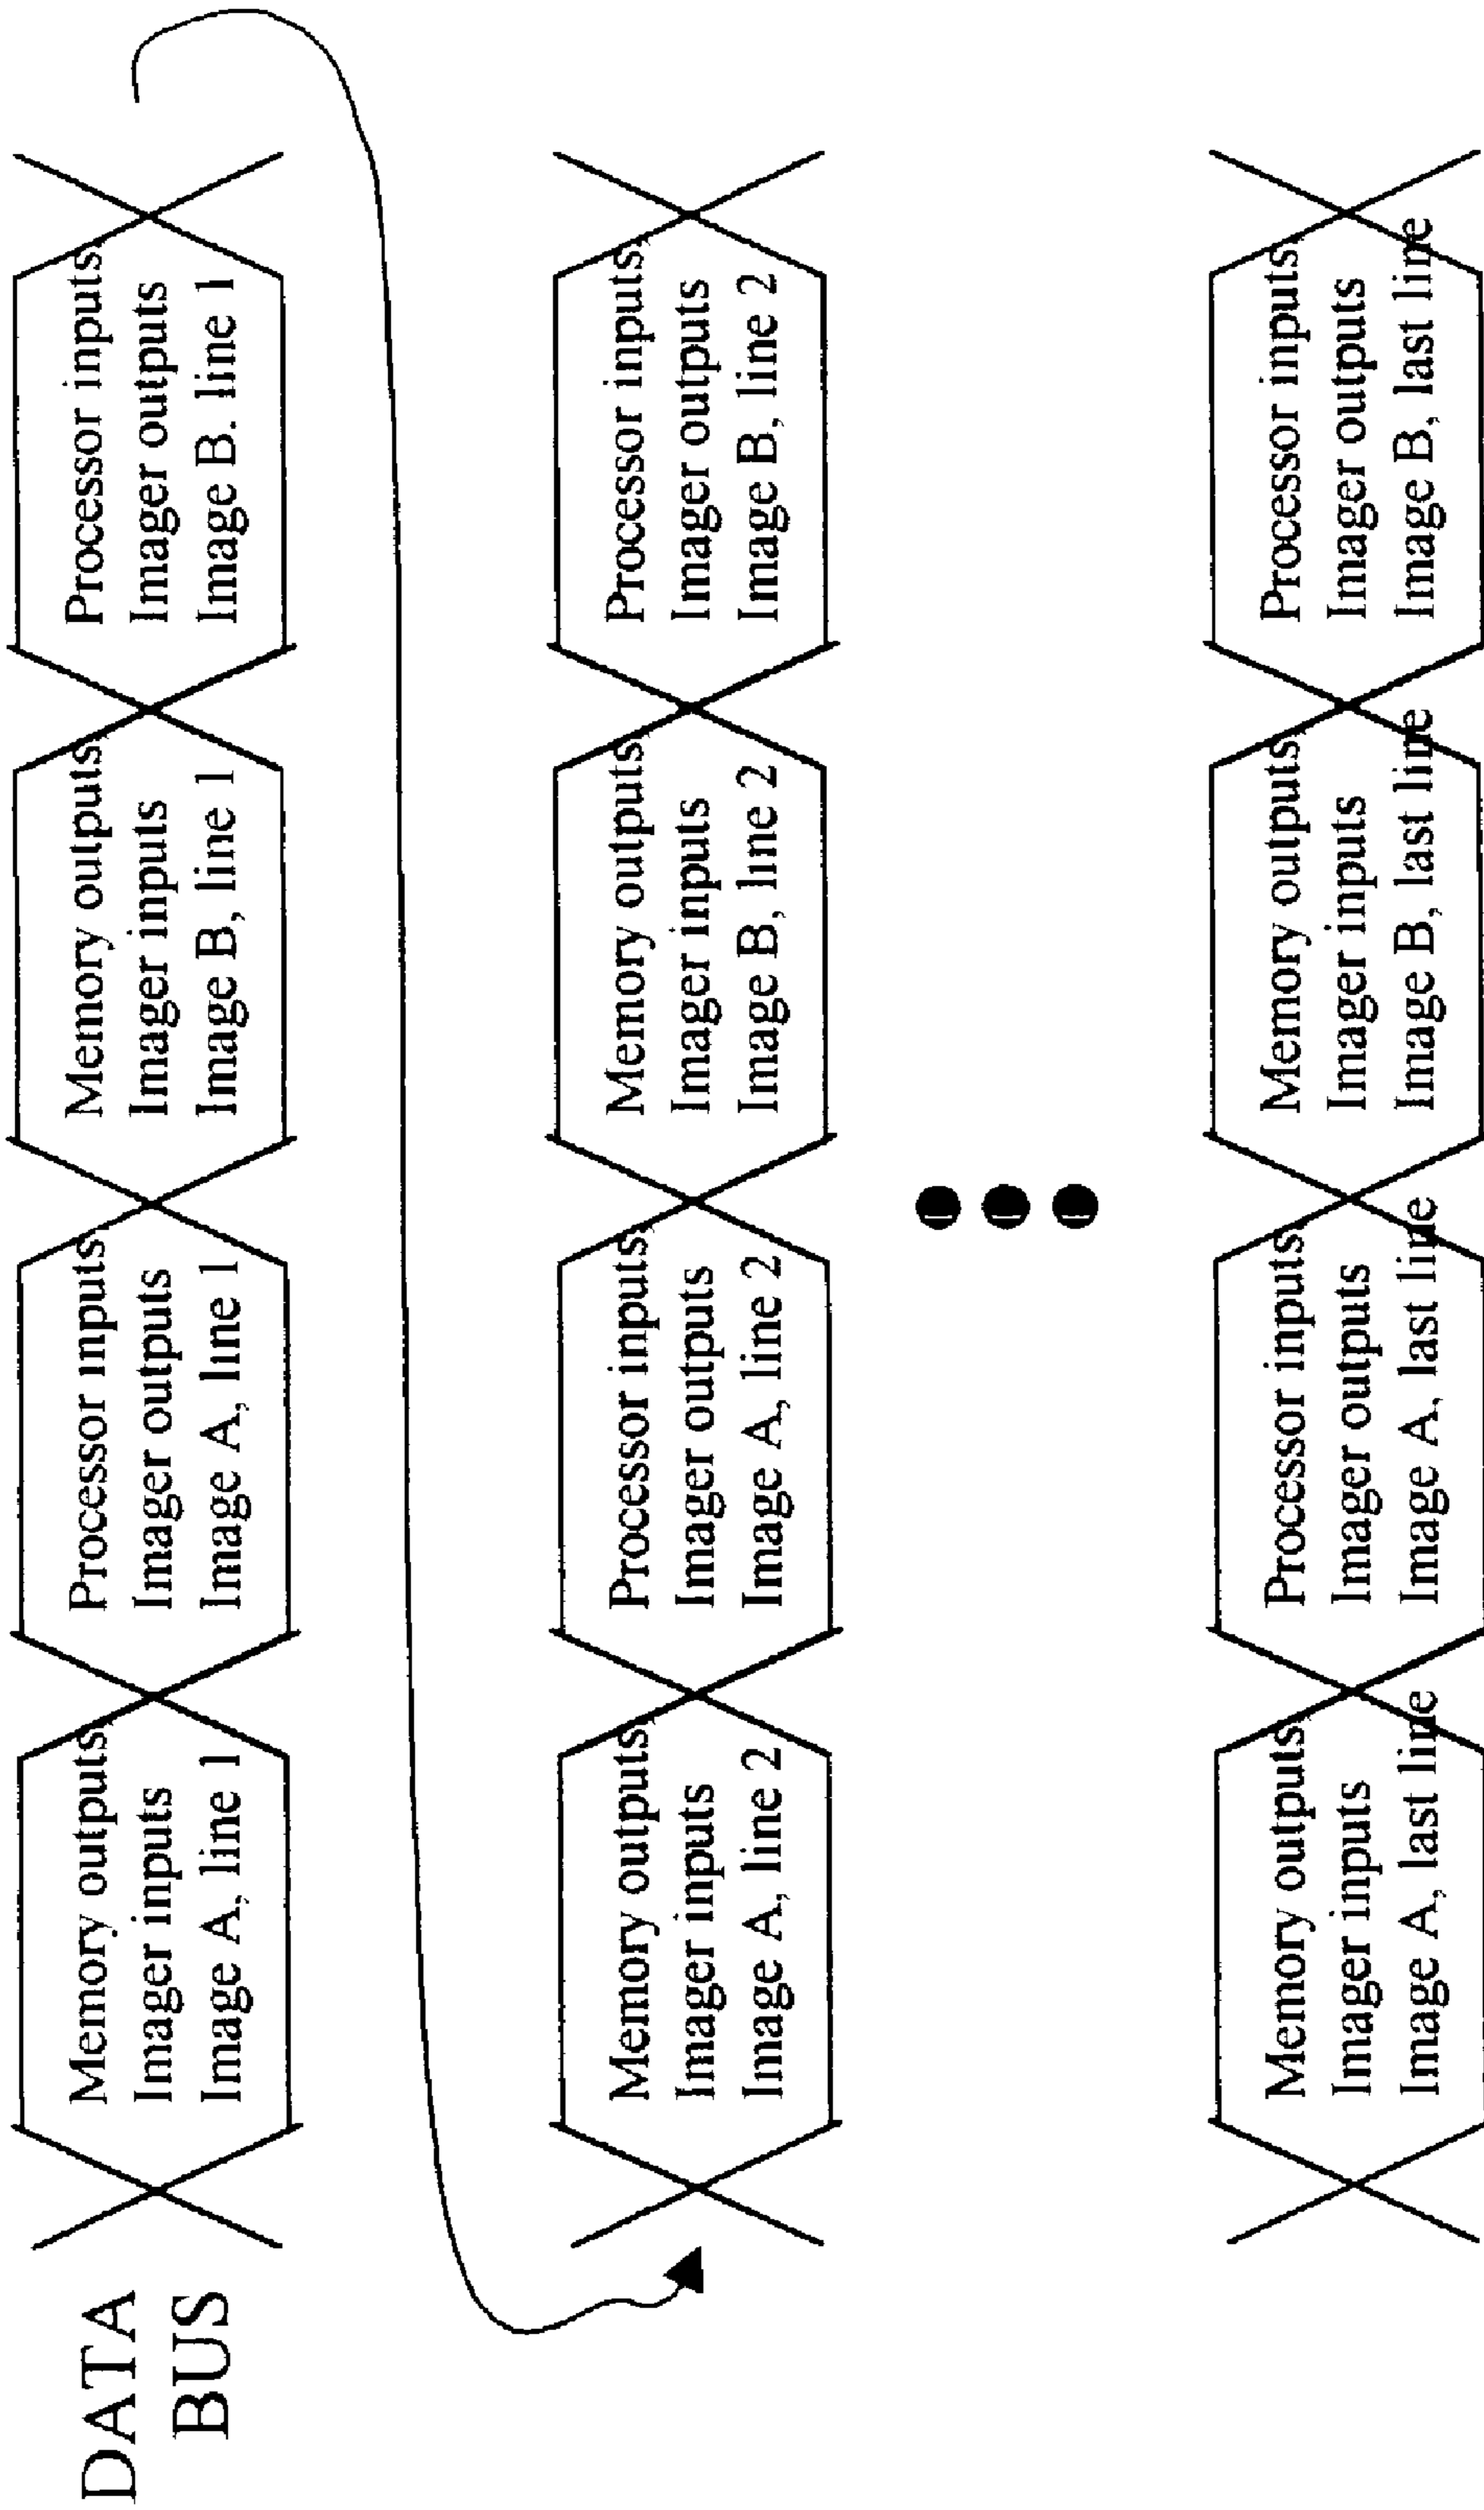 DATA
BUS
Memory outputs,
Imager inputs
Image A, line 1
Processor inputs,
Imager outputs
Image A, line 1
Memory outputs,
Imager inputs
Image B, line 1
Processor inputs,
Imager outputs
Image B. line 1
Memory outputs,
Imager inputs
Image A, line 2
Processor inputs,
Imager outputs
Image A, line 2
Memory outputs,
Imager inputs
Image B, line 2
Processor inputs,
Imager outputs
Image B, line 2
Memory outputs,
Imager inputs
Image A, last line
Processor inputs,
Imager outputs
Image A, last line
Memory outputs,
Imager inputs
Image B, last line
Processor inputs,
Imager outputs
Image B, last line